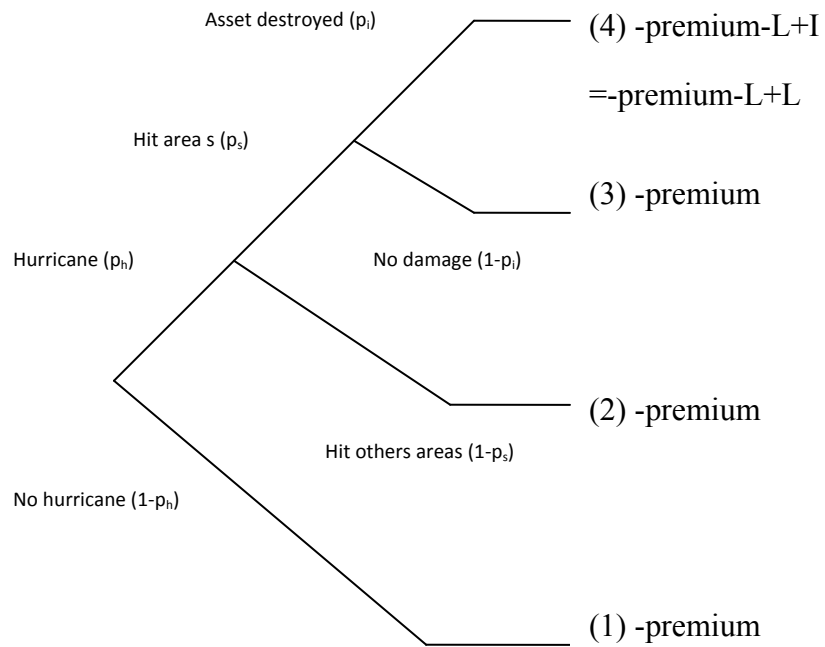 Asset destroyed (pᵢ)
(4) -premium-L+I
=-premium-L+L
Hit area s (pₛ)
(3) -premium
Hurricane (pₕ)
No damage (1-pᵢ)
(2) -premium
Hit others areas (1-pₛ)
No hurricane (1-pₕ)
(1) -premium